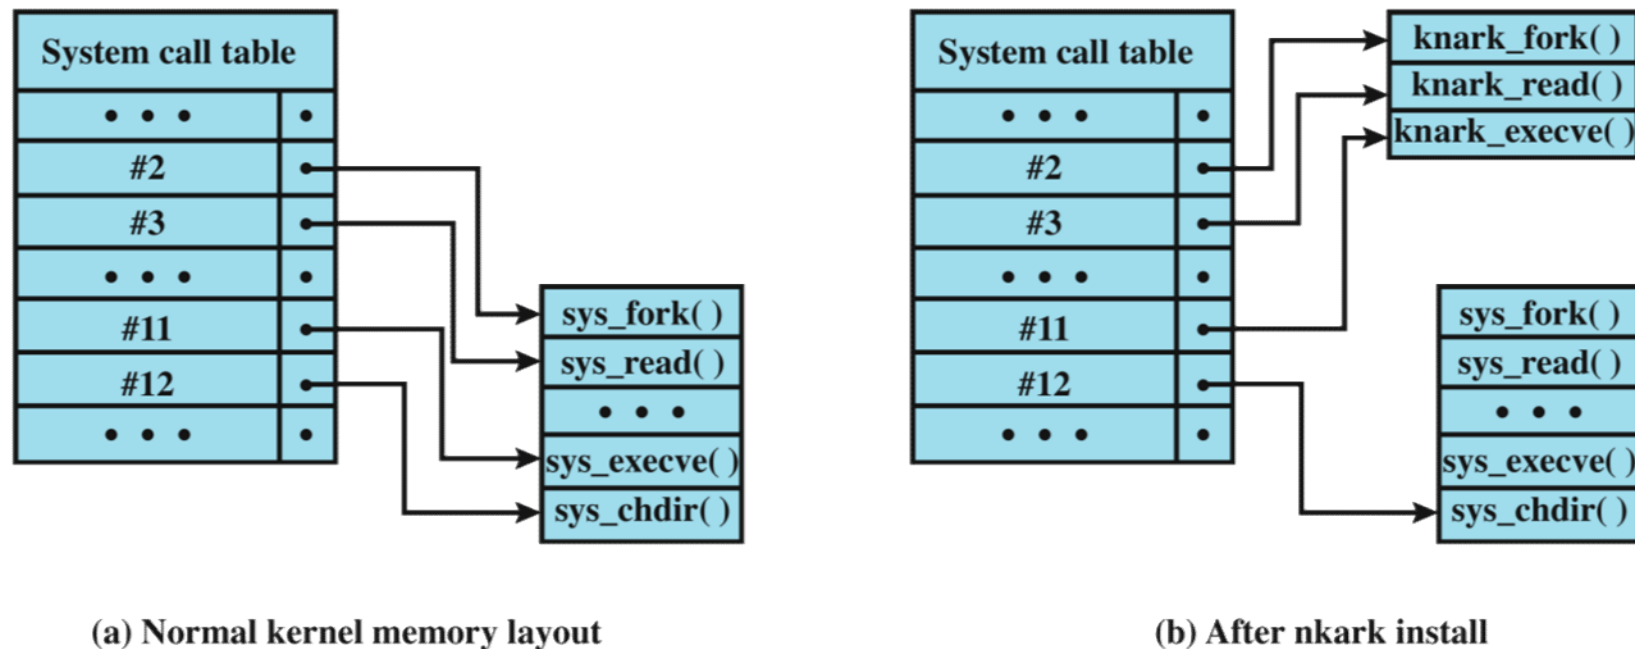 System call table
• • • •
#2 •
#3 •
• • • •
#11 •
#12 •
• • • •
sys_fork( )
sys_read( )
• • •
sys_execve( )
sys_chdir( )
(a) Normal kernel memory layout
System call table
• • • •
#2 •
#3 •
• • • •
#11 •
#12 •
• • • •
knark_fork( )
knark_read( )
knark_execve( )
sys_fork( )
sys_read( )
• • •
sys_execve( )
sys_chdir( )
(b) After nkark install